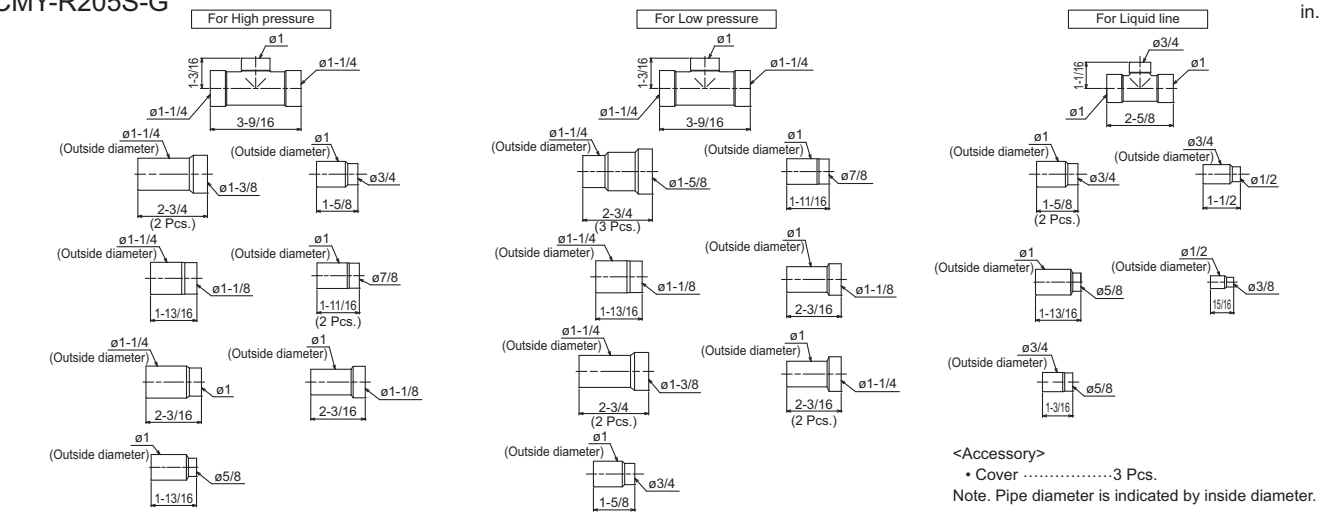 CMY-R205S-G
in.
For High pressure
ø1
1-3/16
ø1-1/4
ø1-1/4
3-9/16
ø1-1/4
(Outside diameter)
ø1-3/8
2-3/4
(2 Pcs.)
ø1
(Outside diameter)
ø3/4
1-5/8
ø1-1/4
(Outside diameter)
ø1-1/8
1-13/16
ø1
(Outside diameter)
ø7/8
1-11/16
(2 Pcs.)
ø1-1/4
(Outside diameter)
ø1
2-3/16
ø1
(Outside diameter)
ø1-1/8
2-3/16
ø1
(Outside diameter)
ø5/8
1-13/16
For Low pressure
ø1
1-3/16
ø1-1/4
ø1-1/4
3-9/16
ø1-1/4
(Outside diameter)
ø1-5/8
2-3/4
(3 Pcs.)
ø1
(Outside diameter)
ø7/8
1-11/16
ø1-1/4
(Outside diameter)
ø1-1/8
1-13/16
ø1
(Outside diameter)
ø1-1/8
2-3/16
ø1-1/4
(Outside diameter)
ø1-3/8
2-3/4
(2 Pcs.)
ø1
(Outside diameter)
ø1-1/4
2-3/16
(2 Pcs.)
ø1
(Outside diameter)
ø3/4
1-5/8
For Liquid line
ø3/4
1-1/16
ø1
ø1
2-5/8
ø1
(Outside diameter)
ø3/4
1-5/8
(2 Pcs.)
ø3/4
(Outside diameter)
ø1/2
1-1/2
ø1
(Outside diameter)
ø5/8
1-13/16
ø1/2
(Outside diameter)
ø3/8
15/16
ø3/4
(Outside diameter)
ø5/8
1-3/16
<Accessory>
• Cover ················3 Pcs.
Note. Pipe diameter is indicated by inside diameter.